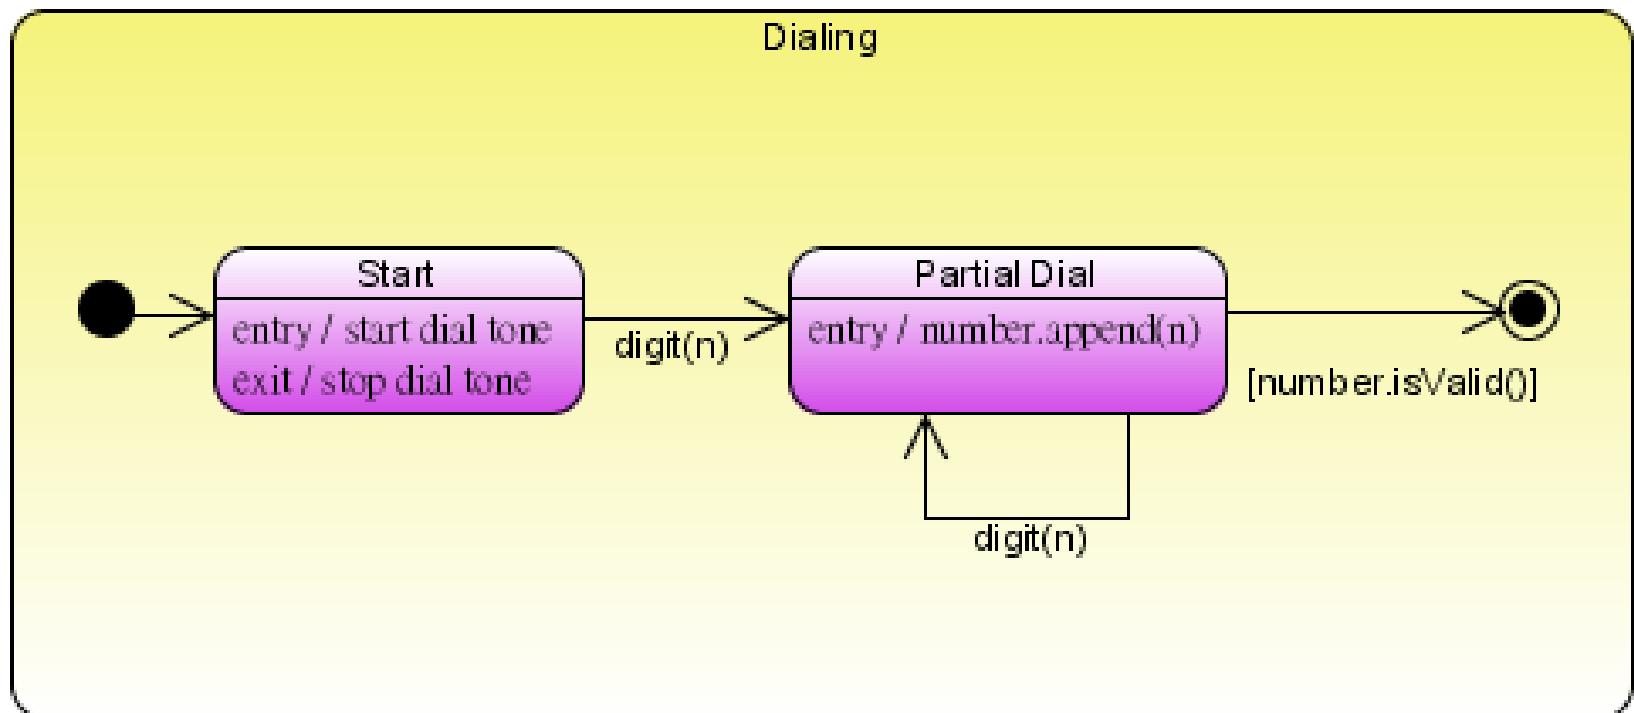 Dialing
Start
entry / start dial tone
exit / stop dial tone
digit(n)
Partial Dial
entry / number.append(n)
digit(n)
[number.isValid()]